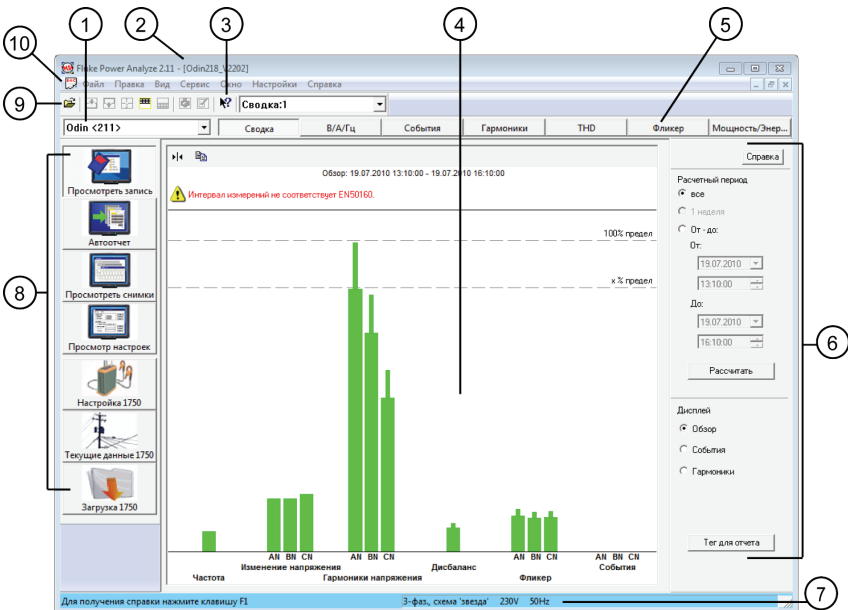 1
2
3
4
5
10
Fluke Power Analyze 2.11 - [Odin218_V2202]
Файл Правка Вид Сервис Окно Настройки Справка
9
Сводка:1
Odin <211>
Сводка
В/А/Гц
События
Гармоники
THD
Фликер
Мощность/Энер...
Просмотреть запись
Автоотчет
Просмотреть снимки
Просмотр настроек
Настройка 1750
Текущие данные 1750
Загрузка 1750
8
Обзор: 19.07.2010 13:10:00 - 19.07.2010 16:10:00
Интервал измерений не соответствует EN50160.
100% предел
x % предел
AN BN CN
AN BN CN
AN BN CN
AN BN CN
Изменение напряжения
Дисбаланс
События
Частота
Гармоники напряжения
Фликер
Справка
Расчетный период
все
1 неделя
От - до:
От:
19.07.2010
13:10:00
До:
19.07.2010
16:10:00
Рассчитать
6
Дисплей
Обзор
События
Гармоники
Тег для отчета
Для получения справки нажмите клавишу F1
3-фаз., схема 'звезда' 230V 50Hz
7